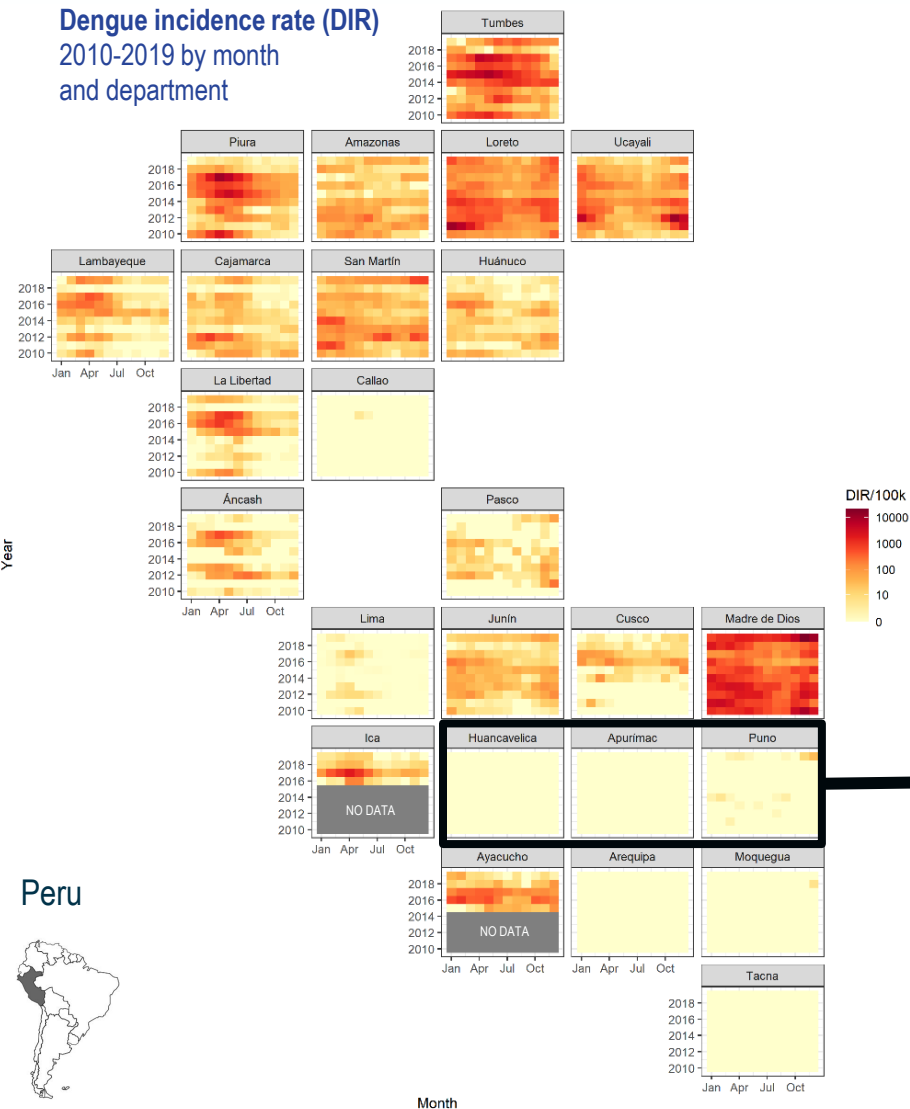 Dengue incidence rate (DIR)
2010-2019 by month
and department
Tumbes
2018
2016
2014
2012
2010
Piura
Amazonas
Loreto
Ucayali
2018
2016
2014
2012
2010
Lambayeque
Cajamarca
San Martín
Huánuco
2018
2016
2014
2012
2010
Jan Apr Jul Oct
La Libertad
Callao
2018
2016
2014
2012
2010
Áncash
Pasco
2018
2016
2014
2012
2010
Jan Apr Jul Oct
DIR/100k
10000
1000
100
10
0
Year
Lima
Junín
Cusco
Madre de Dios
2018
2016
2014
2012
2010
Ica
Huancavelica
Apurímac
Puno
2018
2016
2014
2012
2010
NO DATA
Jan Apr Jul Oct
Ayacucho
Arequipa
Moquegua
2018
2016
2014
2012
2010
NO DATA
Jan Apr Jul Oct
Jan Apr Jul Oct
Peru
Tacna
2018
2016
2014
2012
2010
Jan Apr Jul Oct
Month